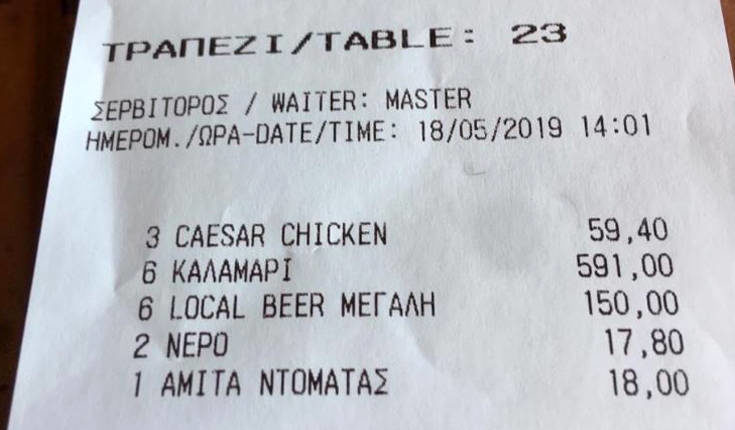 ΤΡΑΠΕΖΙ/TABLE: 23
ΣΕΡΒΙΤΟΡΟΣ / WAITER: MASTER
ΗΜΕΡΟΜ./ΩΡΑ-DATE/TIME: 18/05/2019 14:01
3 CAESAR CHICKEN 59,40
6 ΚΑΛΑΜΑΡΙ 591,00
6 LOCAL BEER ΜΕΓΑΛΗ 150,00
2 ΝΕΡΟ 17,80
1 ΑΜΙΤΑ ΝΤΟΜΑΤΑΣ 18,00